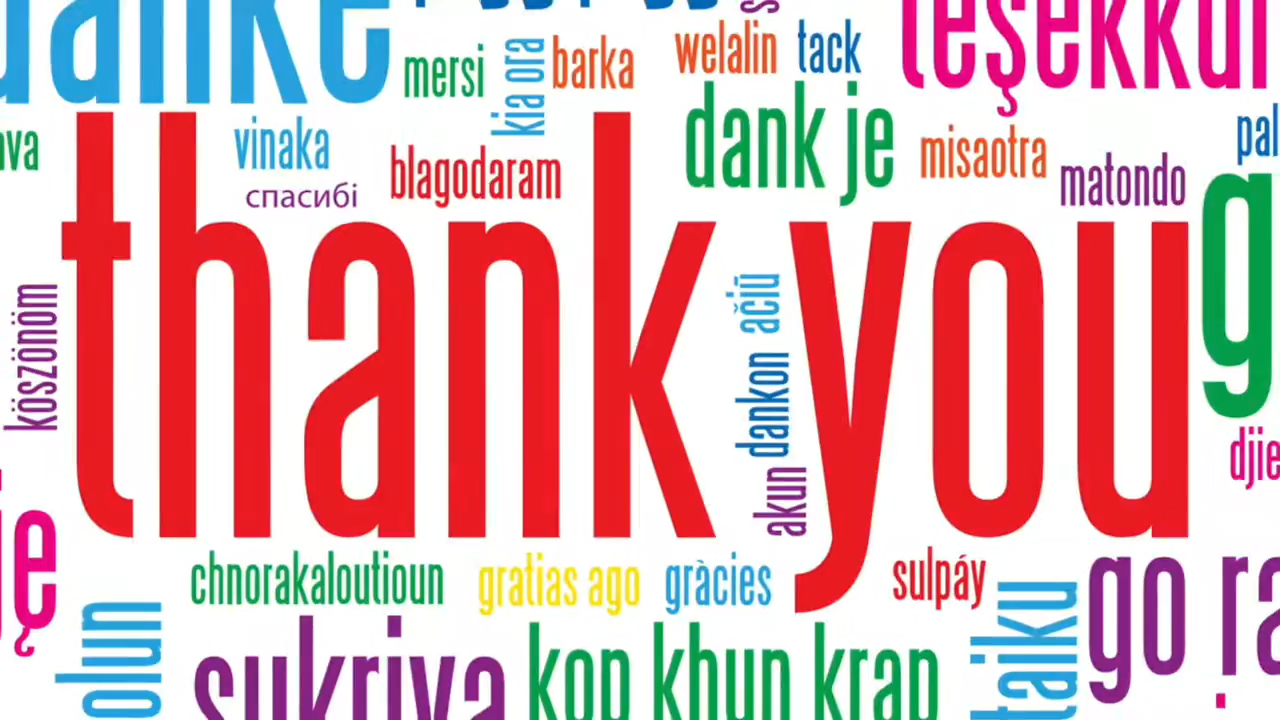 danke
teşekkür
mersi
kia ora
barka
welalin
tack
vinaka
спасибі
blagodaram
dank je
misaotra
matondo
thank you
köszönöm
ačiū
dankon
akun
chnorakaloutioun
gratias ago
gràcies
sulpáy
sukriya
kop khun krap
taiku
go ra
olun